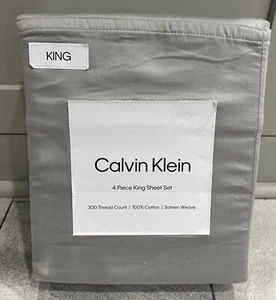 KING
Calvin Klein
4 Piece King Sheet Set
300 Thread Count | 100% Cotton | Sateen Weave